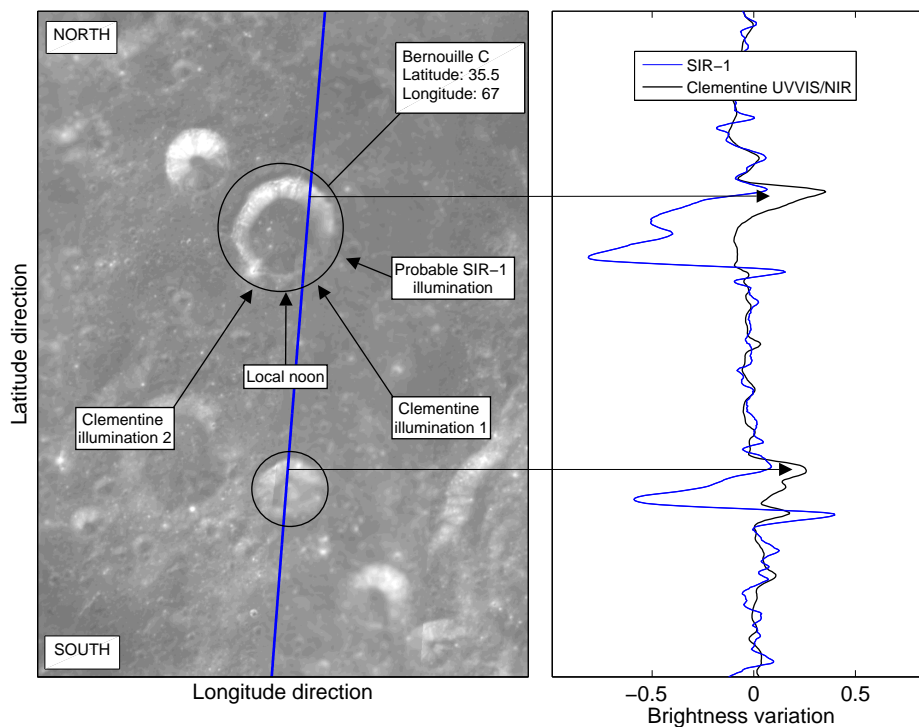 NORTH
Bernouille C
Latitude: 35.5
Longitude: 67
SIR−1
Clementine UVVIS/NIR
Probable SIR−1
illumination
Local noon
Clementine
illumination 2
Clementine
illumination 1
SOUTH
Latitude direction
Longitude direction
−0.5
0
0.5
Brightness variation